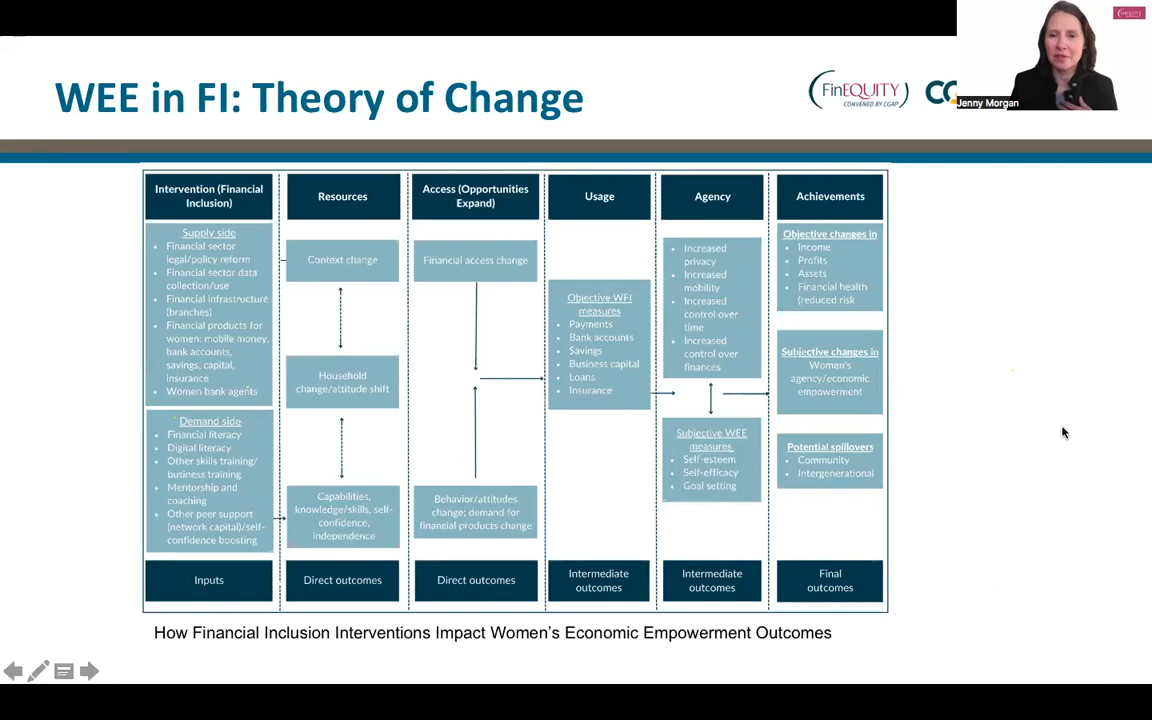 WEE in FI: Theory of Change
FinEQUITY
CONVENED BY CGAP
Jenny Morgan
Intervention (Financial
Inclusion)
Supply side
• Financial sector
legal/policy reform
• Financial sector data
collection/use
• Financial infrastructure
(branches)
• Financial products for
women: mobile money,
bank accounts,
savings, capital,
insurance
• Women bank agents
Demand side
• Financial literacy
• Digital literacy
• Other skills training/
business training
• Mentorship and
coaching
• Other peer support
(network capital)/self-
confidence boosting
Inputs
Resources
Context change
Household
change/attitude shift
Capabilities,
knowledge/skills, self-
confidence,
independence
Direct outcomes
Access (Opportunities
Expand)
Financial access change
Behavior/attitudes
change; demand for
financial products change
Direct outcomes
Usage
Objective WFI
measures
• Payments
• Bank accounts
• Savings
• Business capital
• Loans
• Insurance
Intermediate
outcomes
Agency
• Increased
privacy
• Increased
mobility
• Increased
control over
time
• Increased
control over
finances
Subjective WEE
measures
• Self-esteem
• Self-efficacy
• Goal setting
Intermediate
outcomes
Achievements
Objective changes in
• Income
• Profits
• Assets
• Financial health
(reduced risk
Subjective changes in
Women's
agency/economic
empowerment
Potential spillovers
• Community
• Intergenerational
Final
outcomes
How Financial Inclusion Interventions Impact Women's Economic Empowerment Outcomes